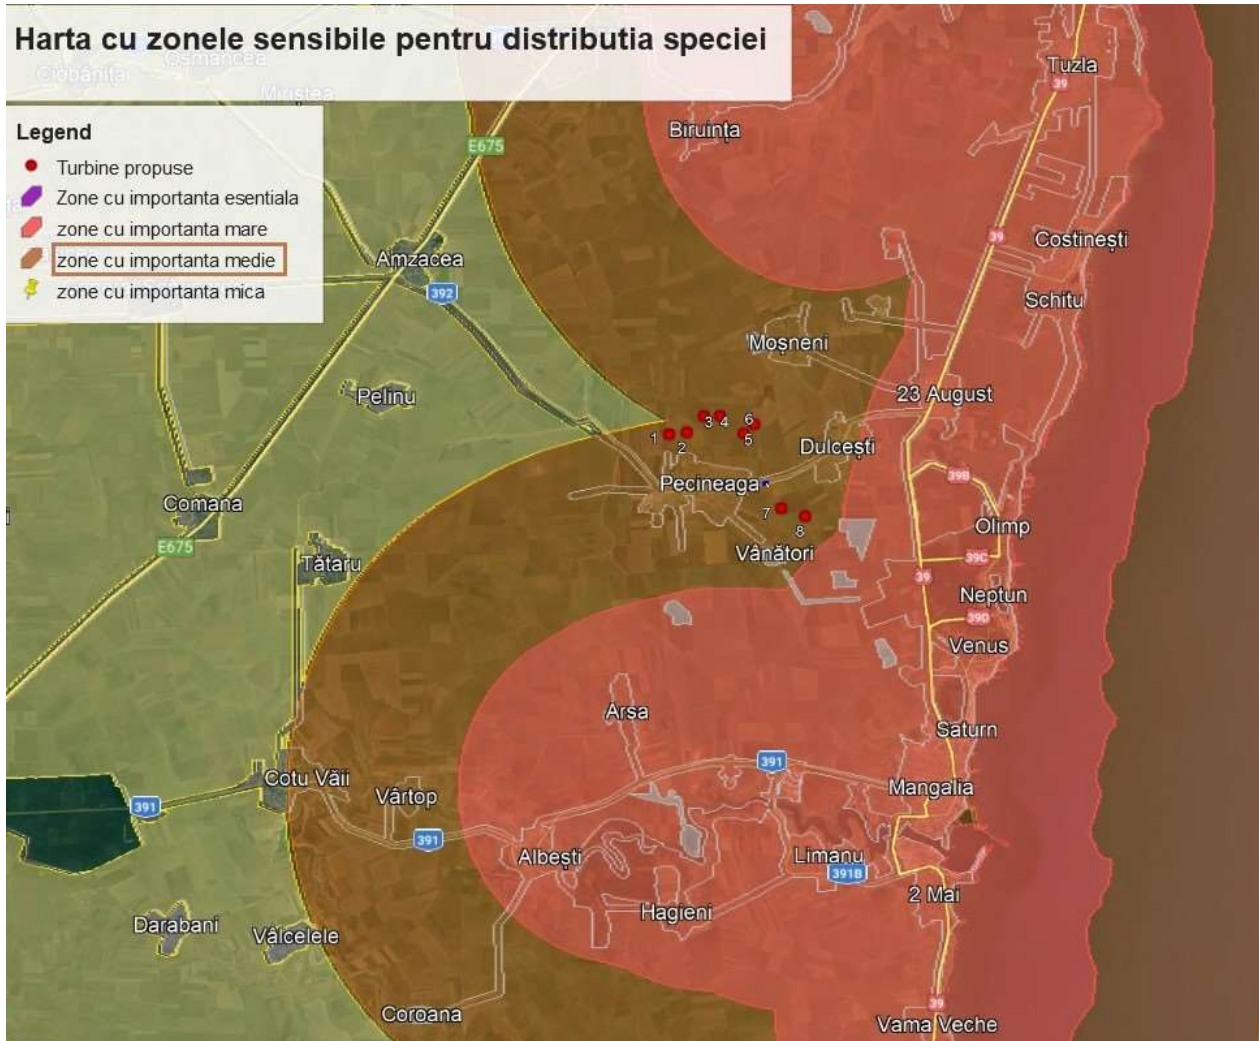 Harta cu zonele sensibile pentru distributia speciei
Legend
Turbine propuse
Zone cu importanta esentiala
zone cu importanta mare
zone cu importanta medie
zone cu importanta mica
Ciobănița
Osmancea
Miriștea
Tuzla
39
Biruința
E675
Costinești
39
Amzacea
392
Schitu
Moșneni
Pelinu
23 August
1
2
3
4
5
6
Dulcești
Pecineaga
39B
Comana
7
8
Olimp
E675
Vânători
39C
Tătaru
39
Neptun
39D
Venus
Arsa
Saturn
391
Cotu Văii
Mangalia
Vârtop
391
391
Albești
Limanu
391B
2 Mai
Hagieni
Darabani
Vâlcelele
39
Coroana
Vama Veche